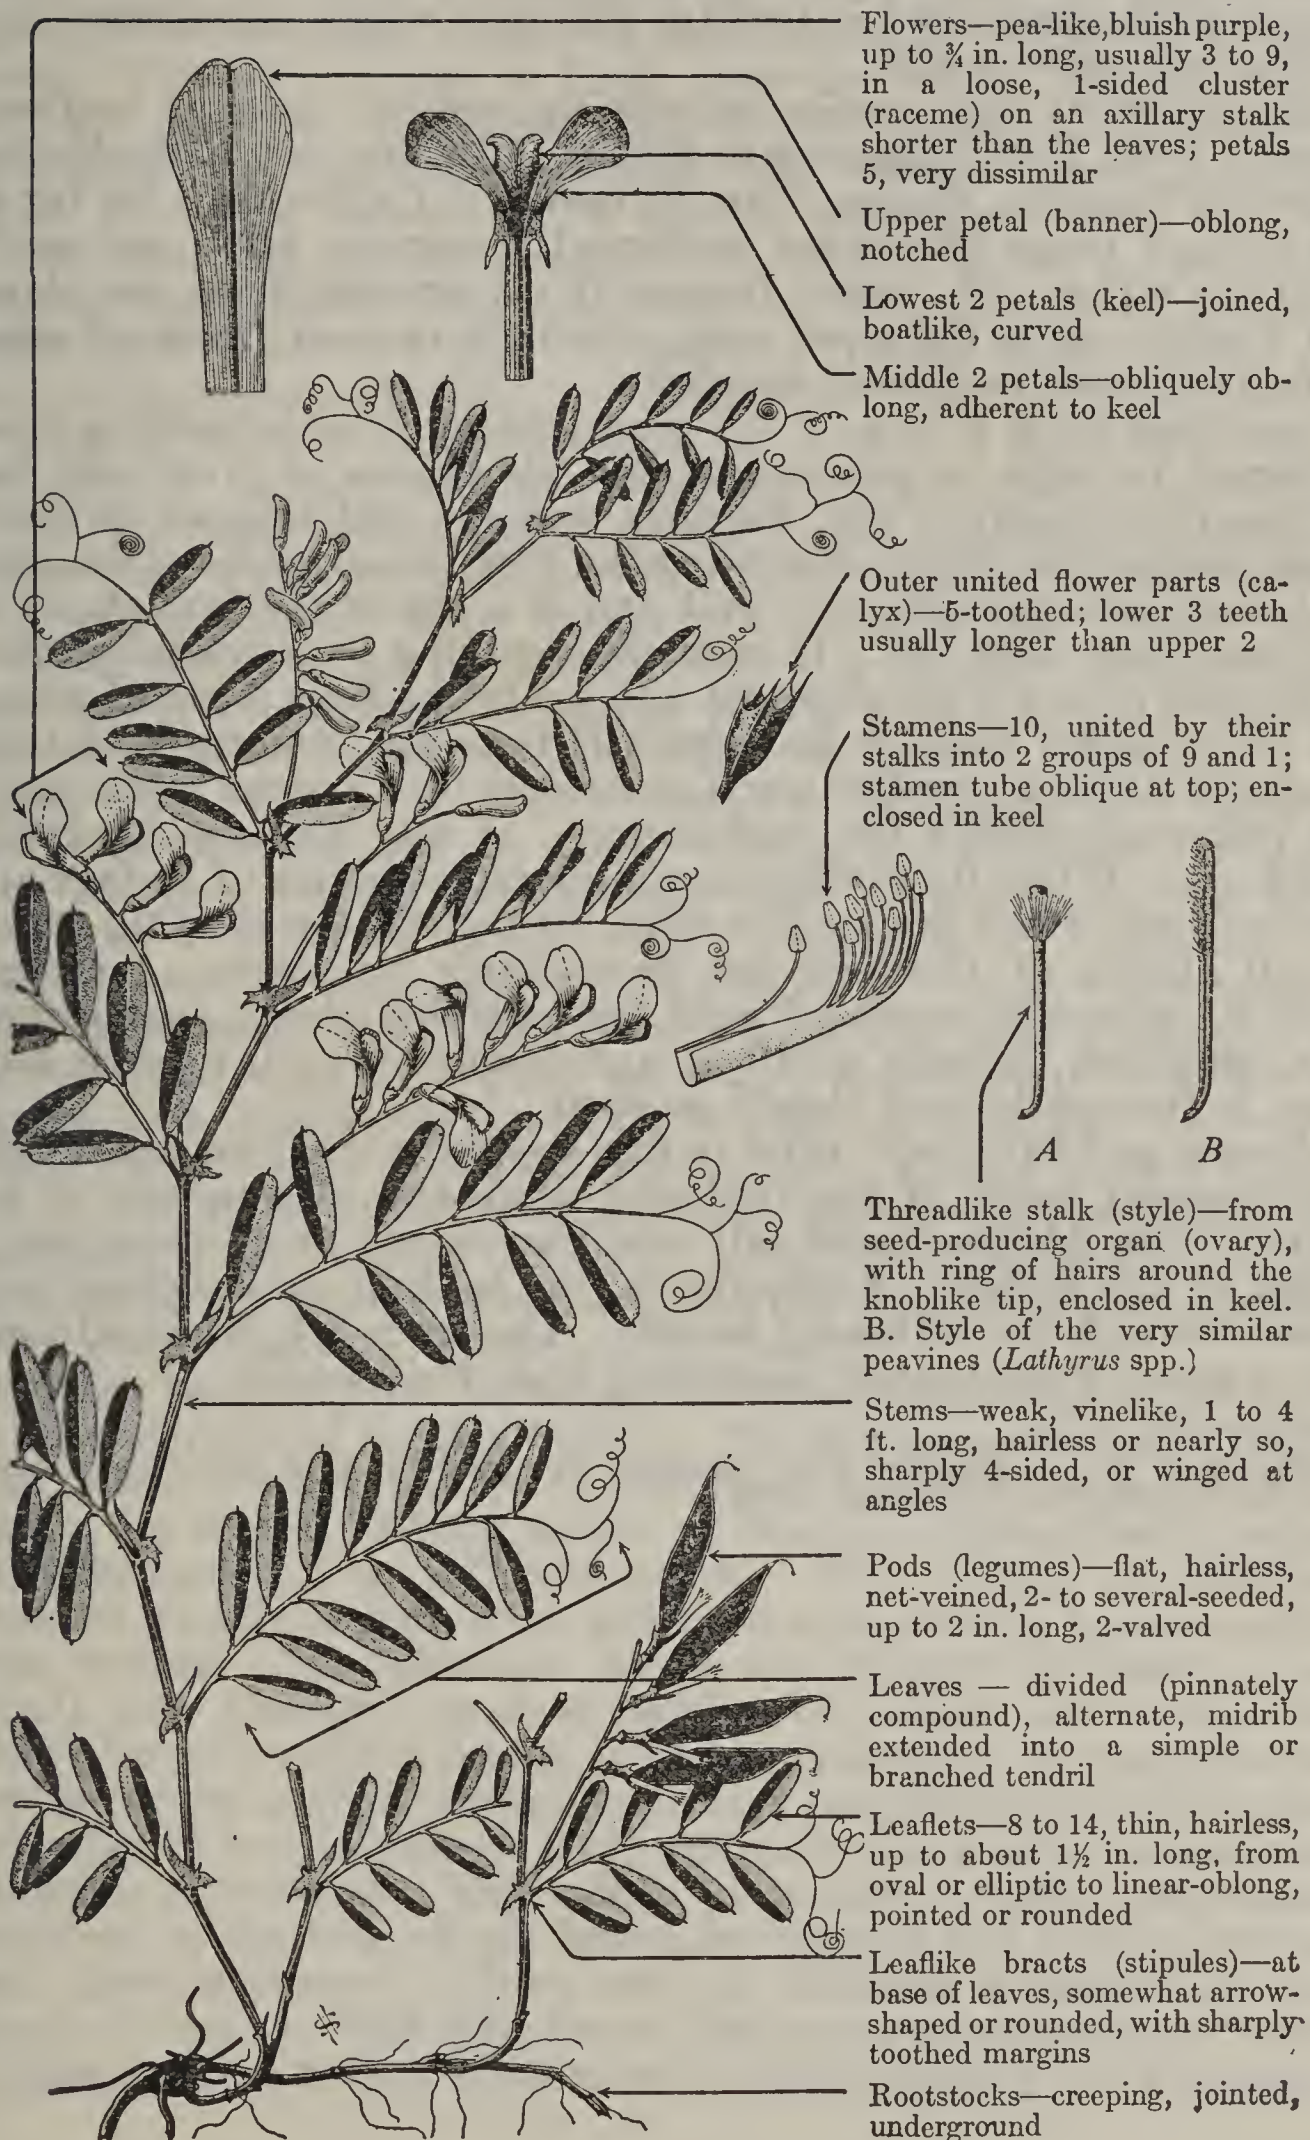 Flowers—pea-like, bluish purple,
up to ¾ in. long, usually 3 to 9,
in a loose, 1-sided cluster
(raceme) on an axillary stalk
shorter than the leaves; petals
5, very dissimilar
Upper petal (banner)—oblong,
notched
Lowest 2 petals (keel)—joined,
boatlike, curved
Middle 2 petals—obliquely ob-
long, adherent to keel
Outer united flower parts (ca-
lyx)—5-toothed; lower 3 teeth
usually longer than upper 2
Stamens—10, united by their
stalks into 2 groups of 9 and 1;
stamen tube oblique at top; en-
closed in keel
A B
Threadlike stalk (style)—from
seed-producing organ (ovary),
with ring of hairs around the
knoblike tip, enclosed in keel.
B. Style of the very similar
peavines (Lathyrus spp.)
Stems—weak, vinelike, 1 to 4
ft. long, hairless or nearly so,
sharply 4-sided, or winged at
angles
Pods (legumes)—flat, hairless,
net-veined, 2- to several-seeded,
up to 2 in. long, 2-valved
Leaves — divided (pinnately
compound), alternate, midrib
extended into a simple or
branched tendril
Leaflets—8 to 14, thin, hairless,
up to about 1½ in. long, from
oval or elliptic to linear-oblong,
pointed or rounded
Leaflike bracts (stipules)—at
base of leaves, somewhat arrow-
shaped or rounded, with sharply
toothed margins
Rootstocks—creeping, jointed,
underground